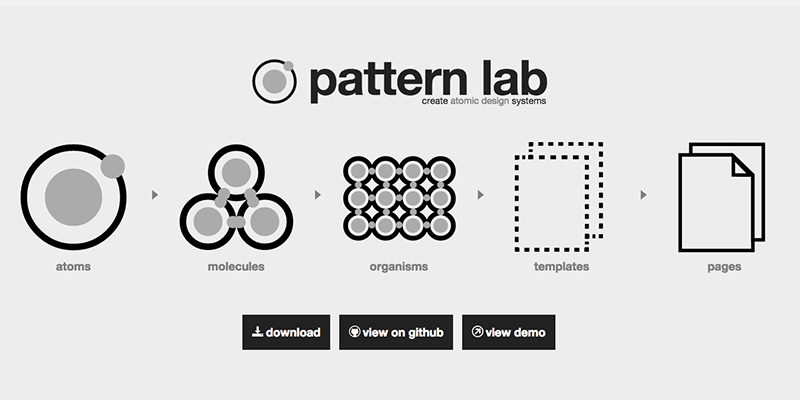 pattern lab
create atomic design systems
atoms
molecules
organisms
templates
pages
download
view on github
view demo